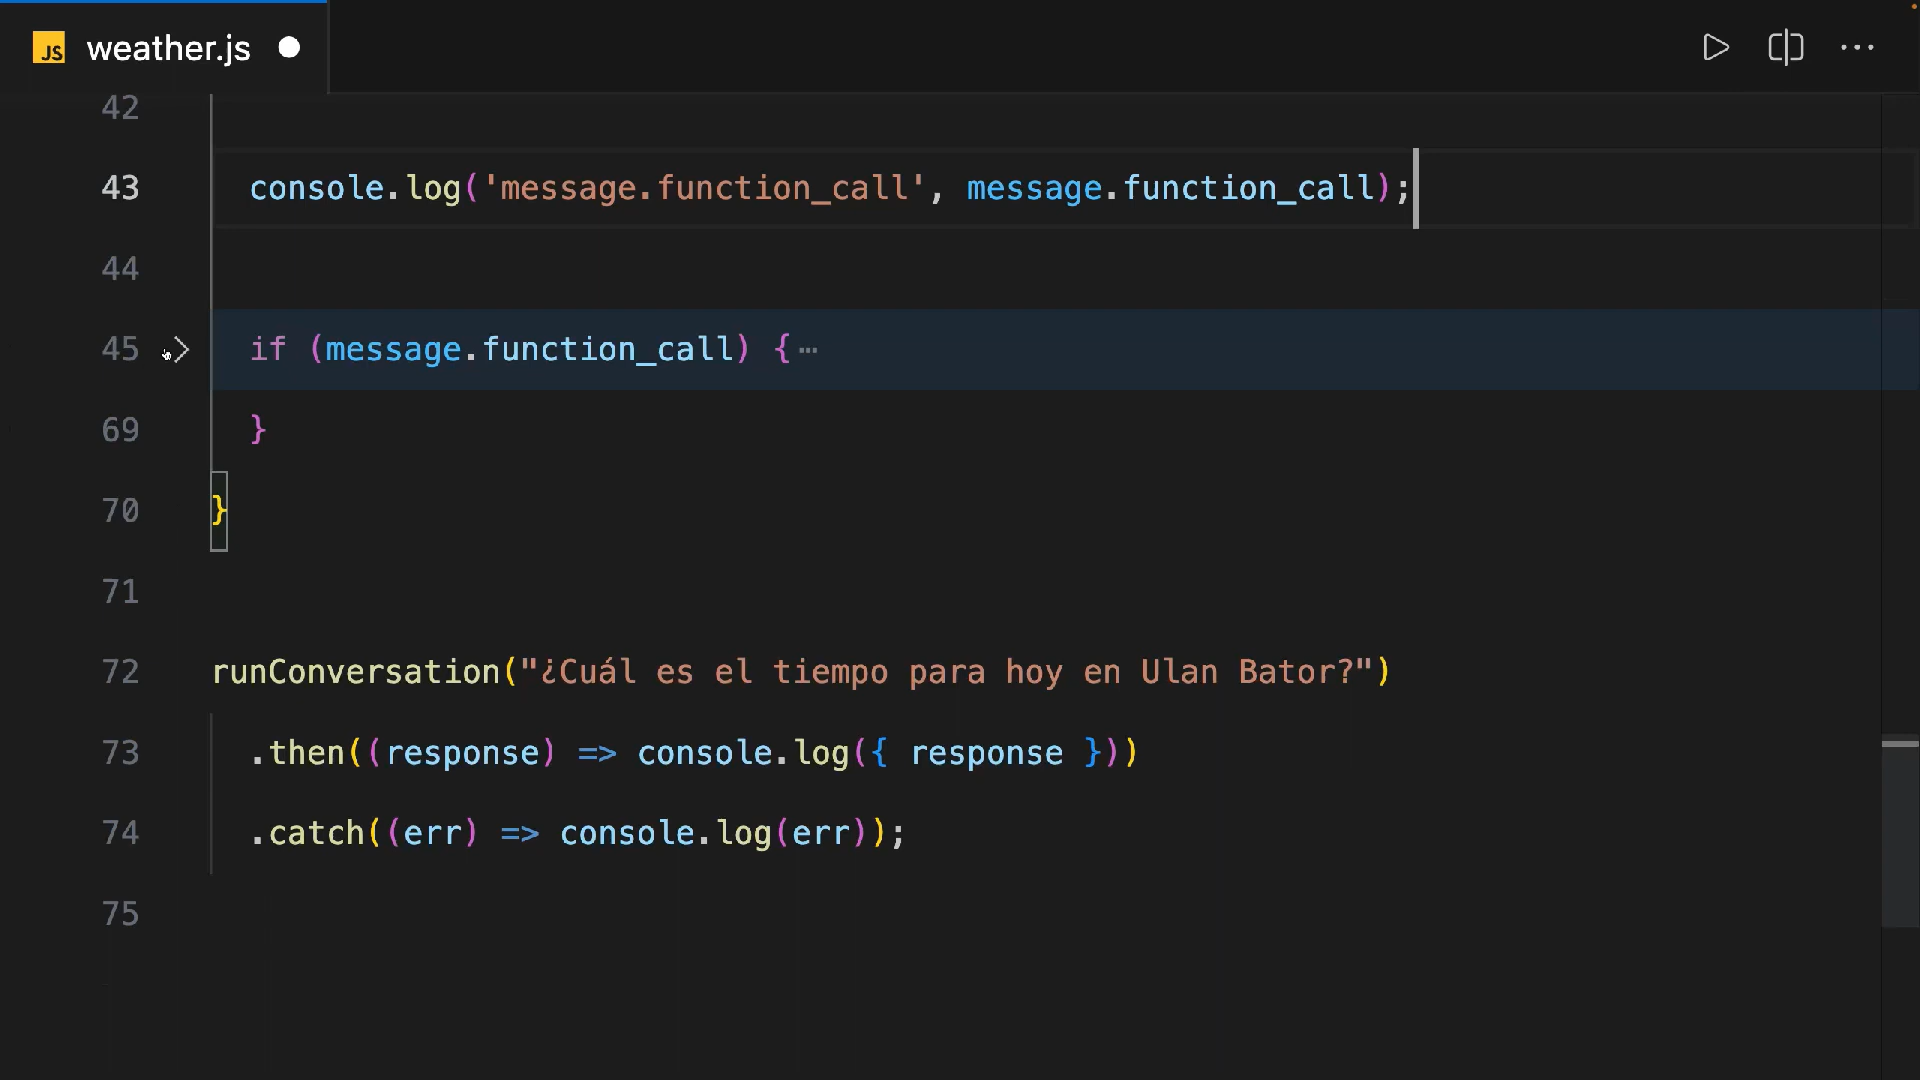 JS weather.js
42
43 console.log('message.function_call', message.function_call);
44
45 if (message.function_call) {⋯
69 }
70 }
71
72 runConversation("¿Cuál es el tiempo para hoy en Ulan Bator?")
73 .then((response) => console.log({ response }))
74 .catch((err) => console.log(err));
75